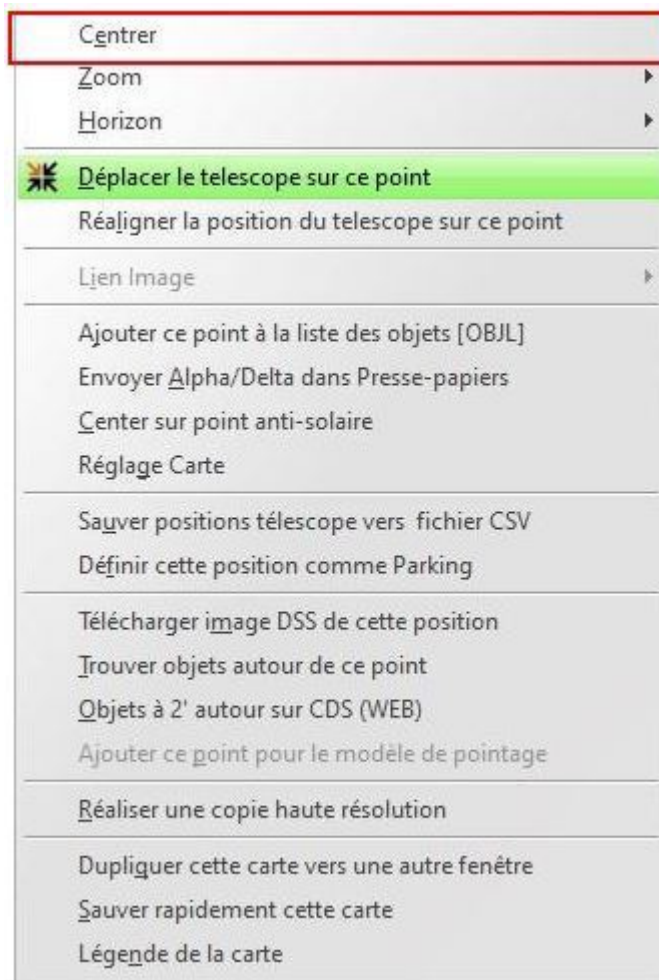 Centrer
Zoom
Horizon
Déplacer le telescope sur ce point
Réaligner la position du telescope sur ce point
Lien Image
Ajouter ce point à la liste des objets [OBJL]
Envoyer Alpha/Delta dans Presse-papiers
Center sur point anti-solaire
Réglage Carte
Sauver positions télescope vers fichier CSV
Définir cette position comme Parking
Télécharger image DSS de cette position
Trouver objets autour de ce point
Objets à 2' autour sur CDS (WEB)
Ajouter ce point pour le modèle de pointage
Réaliser une copie haute résolution
Dupliquer cette carte vers une autre fenêtre
Sauver rapidement cette carte
Légende de la carte